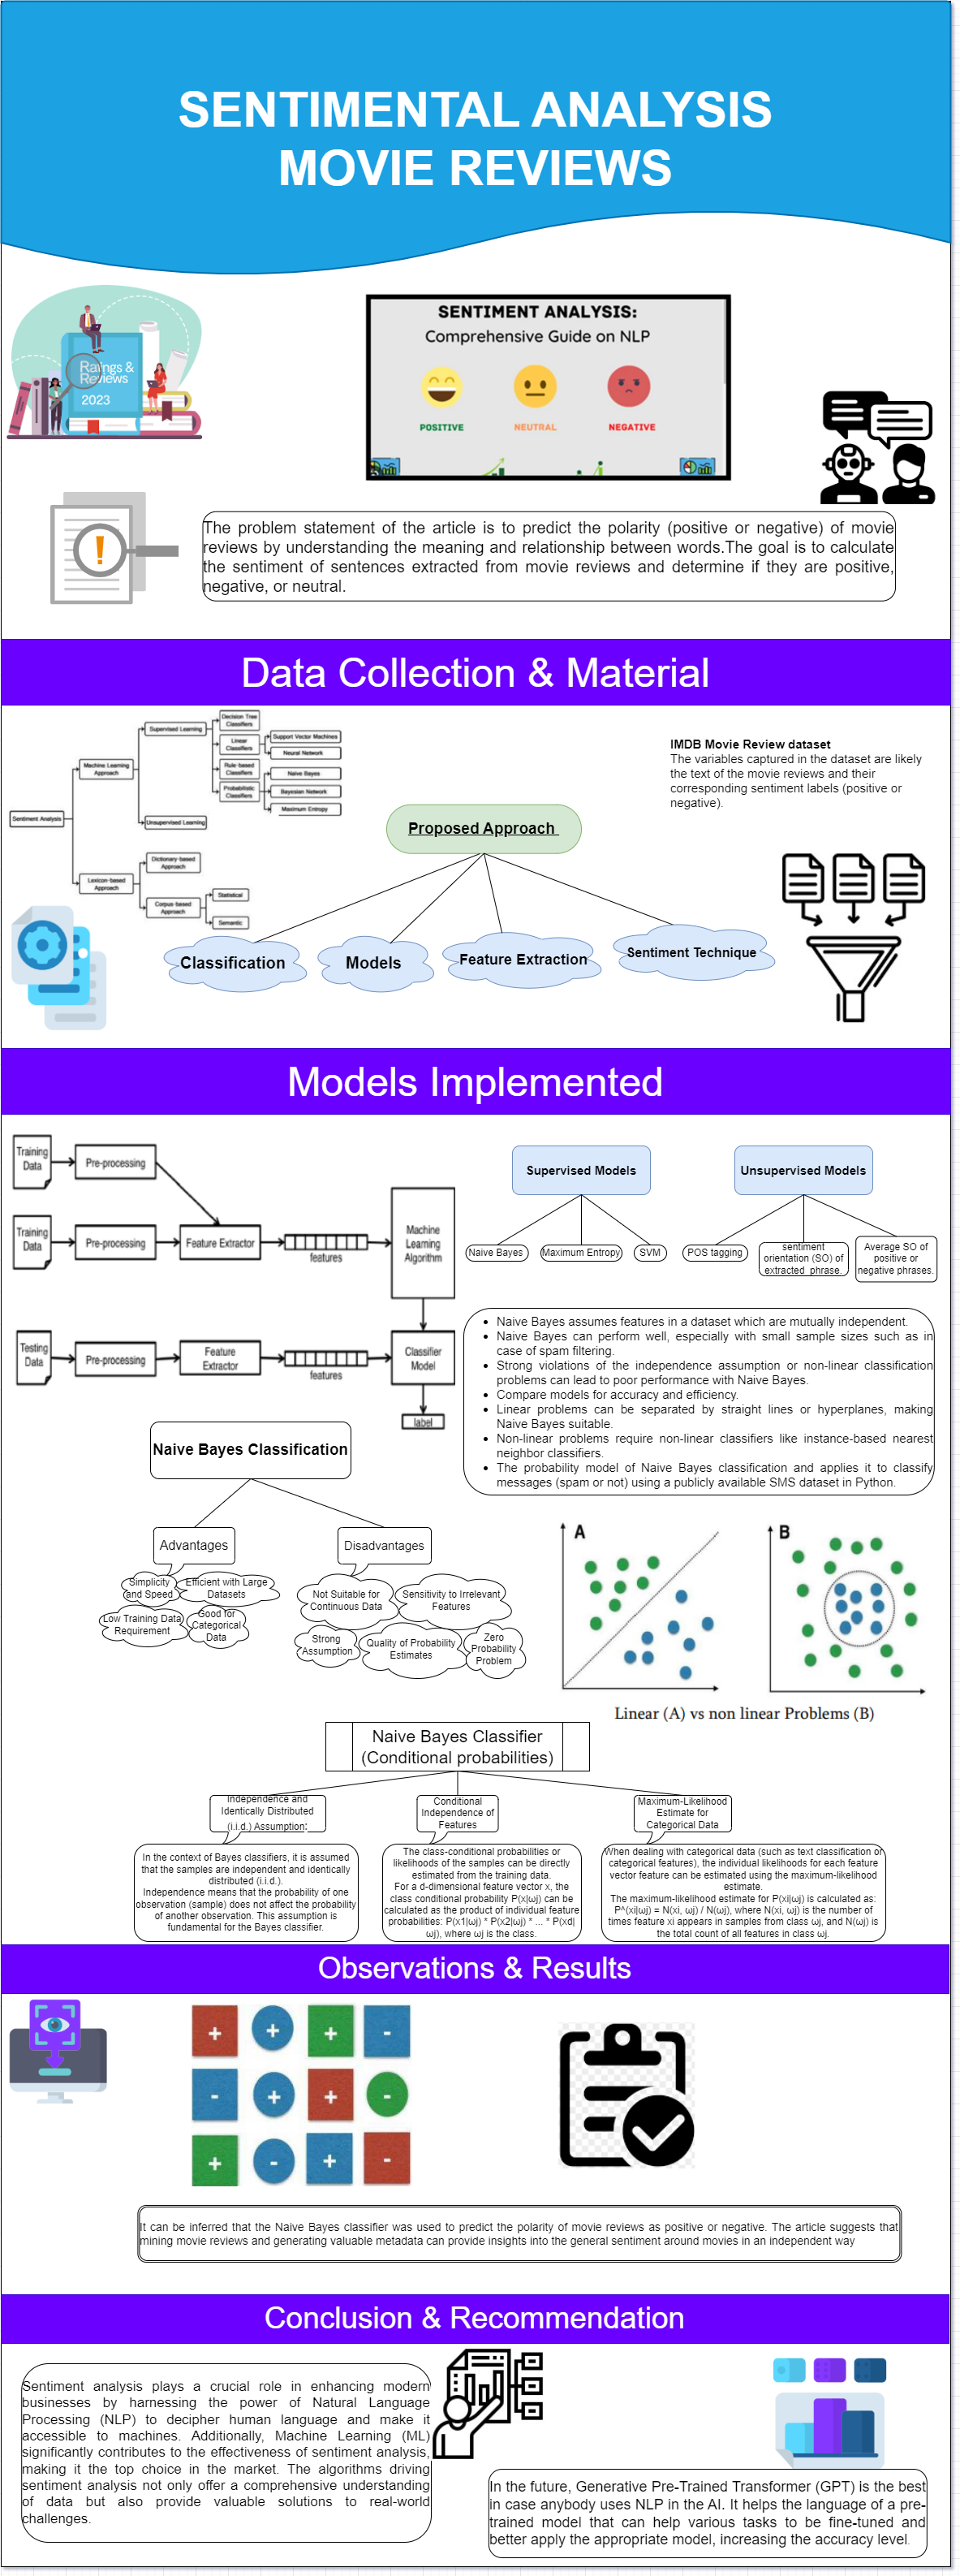 SENTIMENTAL ANALYSIS
MOVIE REVIEWS
Ratings &
Reviews
2023
SENTIMENT ANALYSIS:
Comprehensive Guide on NLP
POSITIVE
NEUTRAL
NEGATIVE
The problem statement of the article is to predict the polarity (positive or negative) of movie
reviews by understanding the meaning and relationship between words.The goal is to calculate
the sentiment of sentences extracted from movie reviews and determine if they are positive,
negative, or neutral.
Data Collection & Material
Sentiment Analysis
Machine Learning
Approach
Lexicon-based
Approach
Supervised Learning
Unsupervised Learning
Dictionary-based
Approach
Corpus-based
Approach
Decision Tree
Classifiers
Linear
Classifiers
Rule-based
Classifiers
Probabilistic
Classifiers
Support Vector Machines
Neural Network
Naive Bayes
Bayesian Network
Maximum Entropy
Statistical
Semantic
IMDB Movie Review dataset
The variables captured in the dataset are likely
the text of the movie reviews and their
corresponding sentiment labels (positive or
negative).
Proposed Approach
Classification
Models
Feature Extraction
Sentiment Technique
Models Implemented
Training
Data
Pre-processing
Training
Data
Pre-processing
Feature Extractor
features
Machine
Learning
Algorithm
Testing
Data
Pre-processing
Feature
Extractor
features
Classifier
Model
label
Supervised Models
Naive Bayes
Maximum Entropy
SVM
Unsupervised Models
POS tagging
sentiment
orientation (SO) of
extracted phrase.
Average SO of
positive or
negative phrases.
• Naive Bayes assumes features in a dataset which are mutually independent.
• Naive Bayes can perform well, especially with small sample sizes such as in
case of spam filtering.
• Strong violations of the independence assumption or non-linear classification
problems can lead to poor performance with Naive Bayes.
• Compare models for accuracy and efficiency.
• Linear problems can be separated by straight lines or hyperplanes, making
Naive Bayes suitable.
• Non-linear problems require non-linear classifiers like instance-based nearest
neighbor classifiers.
• The probability model of Naive Bayes classification and applies it to classify
messages (spam or not) using a publicly available SMS dataset in Python.
Naive Bayes Classification
Advantages
Simplicity
and Speed
Efficient with Large
Datasets
Low Training Data
Requirement
Good for
Categorical
Data
Disadvantages
Not Suitable for
Continuous Data
Sensitivity to Irrelevant
Features
Strong
Assumption
Quality of Probability
Estimates
Zero
Probability
Problem
A
B
Linear (A) vs non linear Problems (B)
Naive Bayes Classifier
(Conditional probabilities)
Independence and
Identically Distributed
(i.i.d.) Assumption:
In the context of Bayes classifiers, it is assumed
that the samples are independent and identically
distributed (i.i.d.).
Independence means that the probability of one
observation (sample) does not affect the probability
of another observation. This assumption is
fundamental for the Bayes classifier.
Conditional
Independence of
Features
The class-conditional probabilities or
likelihoods of the samples can be directly
estimated from the training data.
For a d-dimensional feature vector x, the
class conditional probability P(x|ωj) can be
calculated as the product of individual feature
probabilities: P(x1|ωj) * P(x2|ωj) * ... * P(xd|
ωj), where ωj is the class.
Maximum-Likelihood
Estimate for
Categorical Data
When dealing with categorical data (such as text classification or
categorical features), the individual likelihoods for each feature
vector feature can be estimated using the maximum-likelihood
estimate.
The maximum-likelihood estimate for P(xi|ωj) is calculated as:
P^(xi|ωj) = N(xi, ωj) / N(ωj), where N(xi, ωj) is the number of
times feature xi appears in samples from class ωj, and N(ωj) is
the total count of all features in class ωj.
Observations & Results
+ + + -
- + + -
+ - + -
It can be inferred that the Naive Bayes classifier was used to predict the polarity of movie reviews as positive or negative. The article suggests that
mining movie reviews and generating valuable metadata can provide insights into the general sentiment around movies in an independent way
Conclusion & Recommendation
Sentiment analysis plays a crucial role in enhancing modern
businesses by harnessing the power of Natural Language
Processing (NLP) to decipher human language and make it
accessible to machines. Additionally, Machine Learning (ML)
significantly contributes to the effectiveness of sentiment analysis,
making it the top choice in the market. The algorithms driving
sentiment analysis not only offer a comprehensive understanding
of data but also provide valuable solutions to real-world
challenges.
In the future, Generative Pre-Trained Transformer (GPT) is the best
in case anybody uses NLP in the AI. It helps the language of a pre-
trained model that can help various tasks to be fine-tuned and
better apply the appropriate model, increasing the accuracy level.